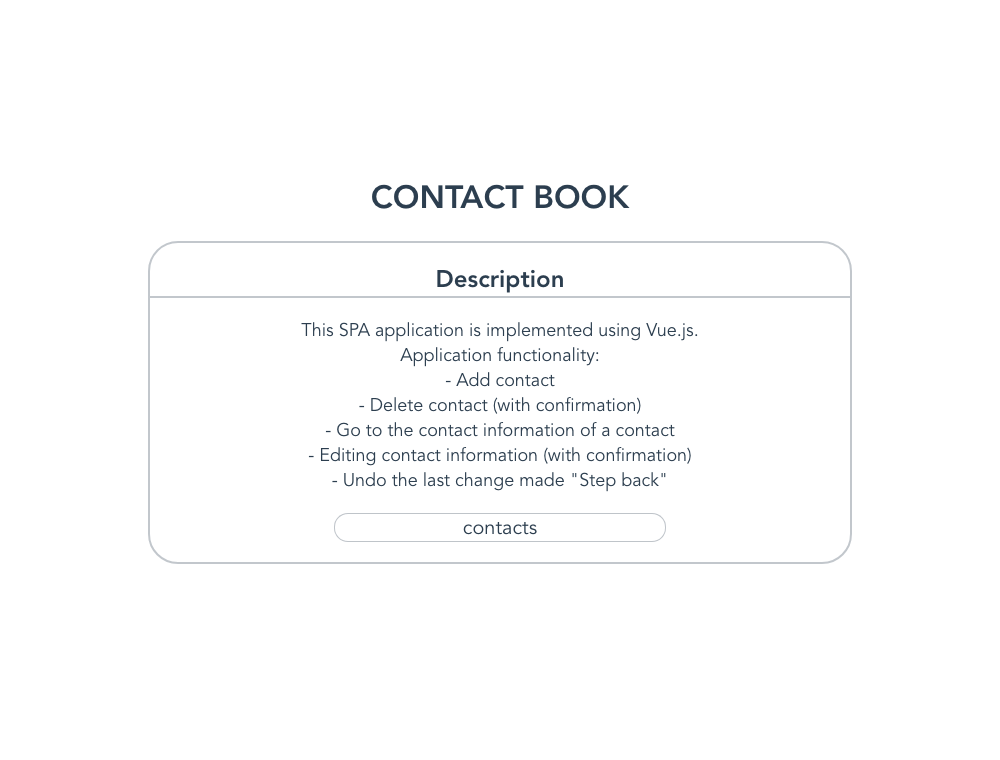 CONTACT BOOK
Description
This SPA application is implemented using Vue.js.
Application functionality:
- Add contact
- Delete contact (with confirmation)
- Go to the contact information of a contact
- Editing contact information (with confirmation)
- Undo the last change made "Step back"
contacts